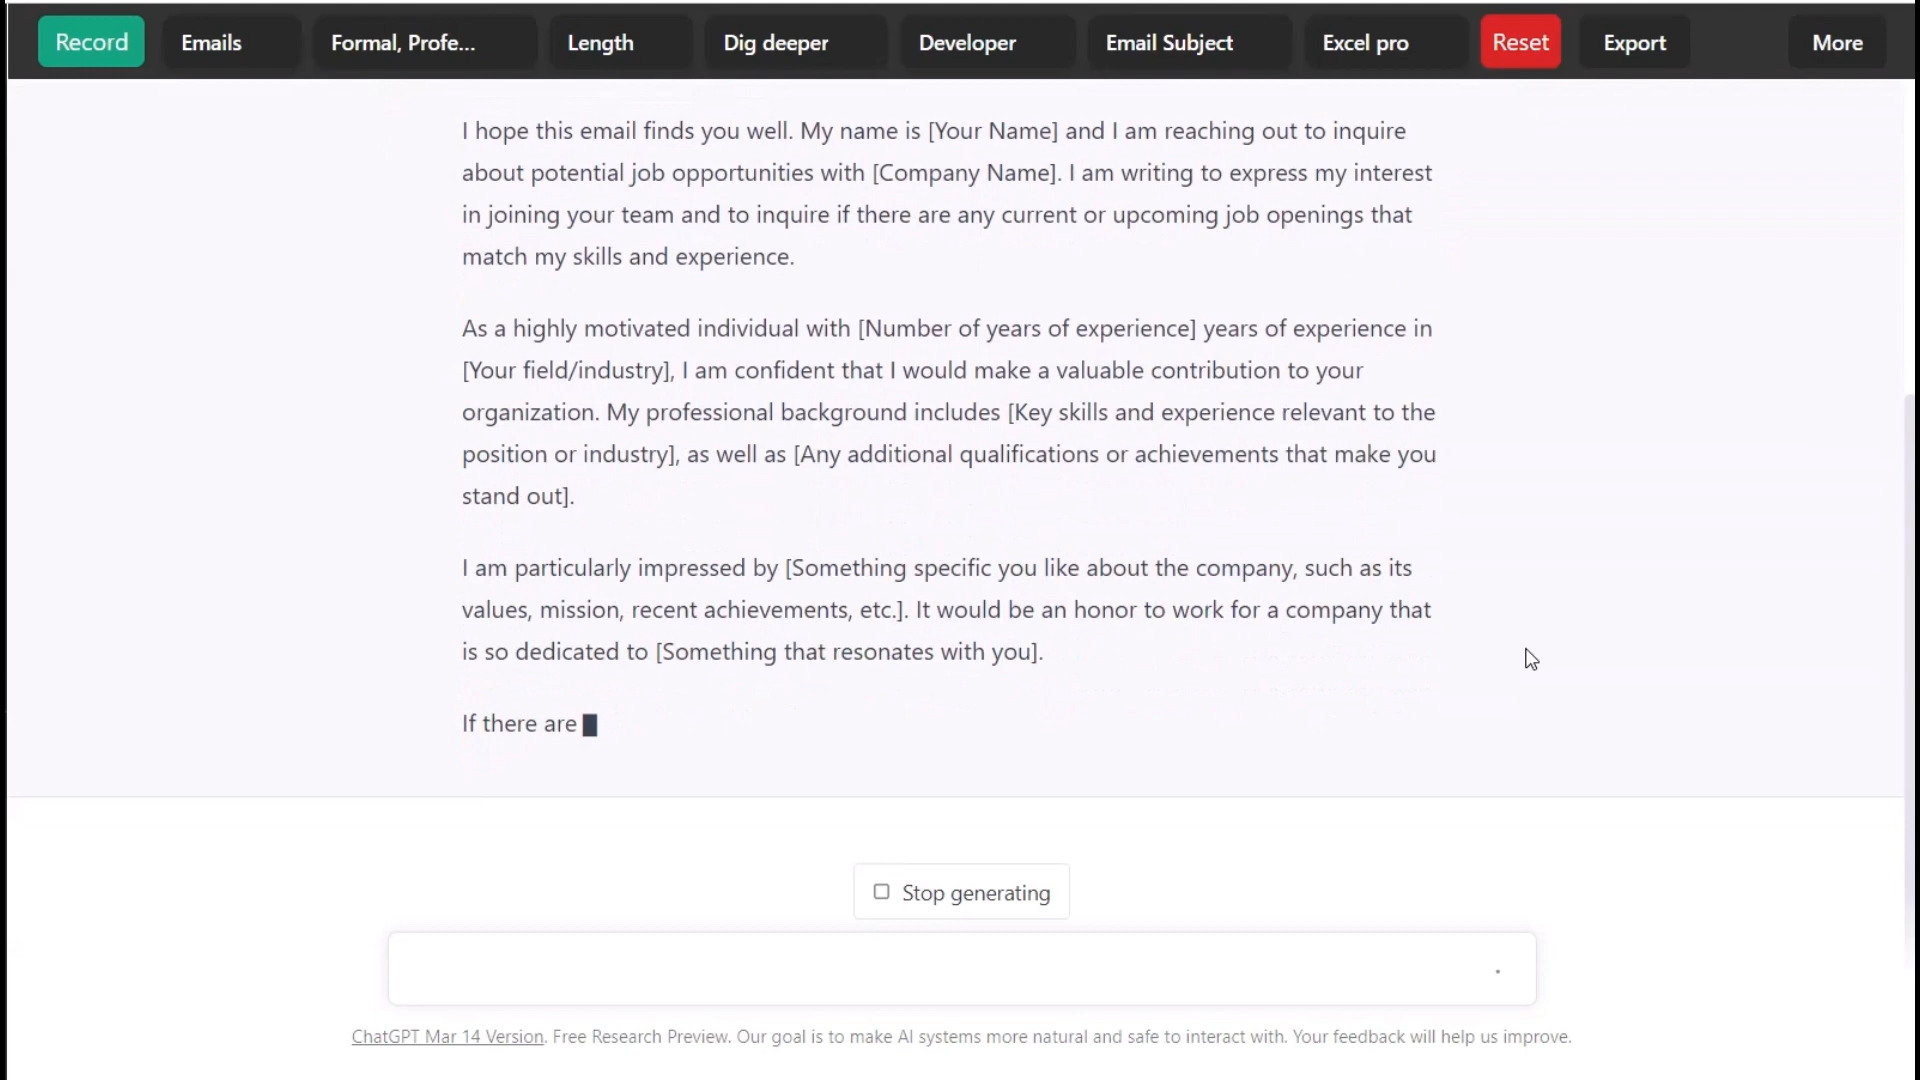 Record Emails Formal, Profe... Length Dig deeper Developer Email Subject Excel pro Reset Export More
I hope this email finds you well. My name is [Your Name] and I am reaching out to inquire
about potential job opportunities with [Company Name]. I am writing to express my interest
in joining your team and to inquire if there are any current or upcoming job openings that
match my skills and experience.
As a highly motivated individual with [Number of years of experience] years of experience in
[Your field/industry], I am confident that I would make a valuable contribution to your
organization. My professional background includes [Key skills and experience relevant to the
position or industry], as well as [Any additional qualifications or achievements that make you
stand out].
I am particularly impressed by [Something specific you like about the company, such as its
values, mission, recent achievements, etc.]. It would be an honor to work for a company that
is so dedicated to [Something that resonates with you].
If there are
Stop generating
ChatGPT Mar 14 Version. Free Research Preview. Our goal is to make AI systems more natural and safe to interact with. Your feedback will help us improve.